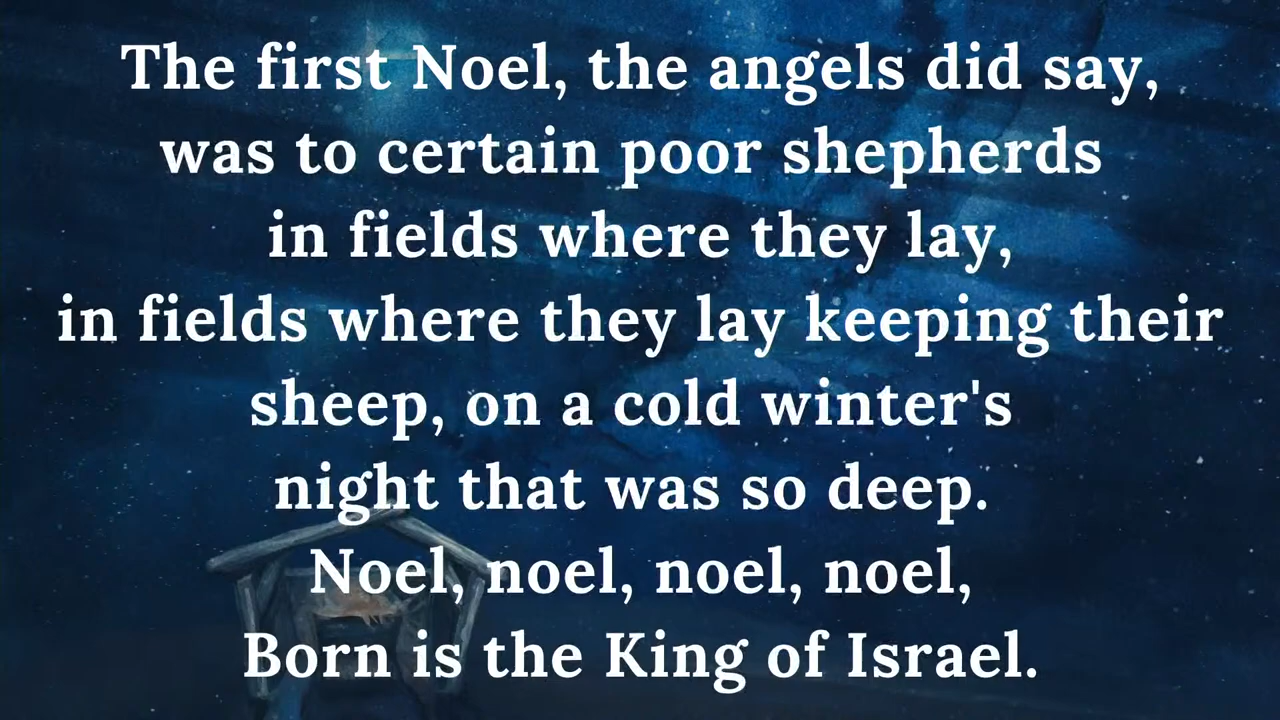 The first Noel, the angels did say,
was to certain poor shepherds
in fields where they lay,
in fields where they lay keeping their
sheep, on a cold winter's
night that was so deep.
Noel, noel, noel, noel,
Born is the King of Israel.